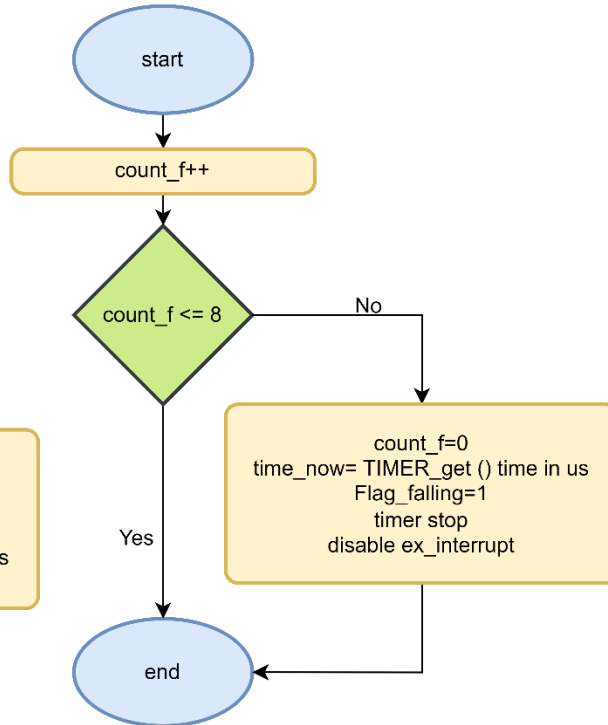 start
count_f++
count_f <= 8
No
count_f=0
time_now= TIMER_get () time in us
Flag_falling=1
timer stop
disable ex_interrupt
Yes
s
end